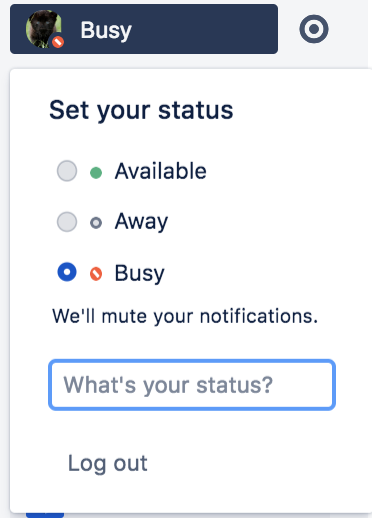 Busy
Set your status
Available
Away
Busy
We'll mute your notifications.
What's your status?
Log out